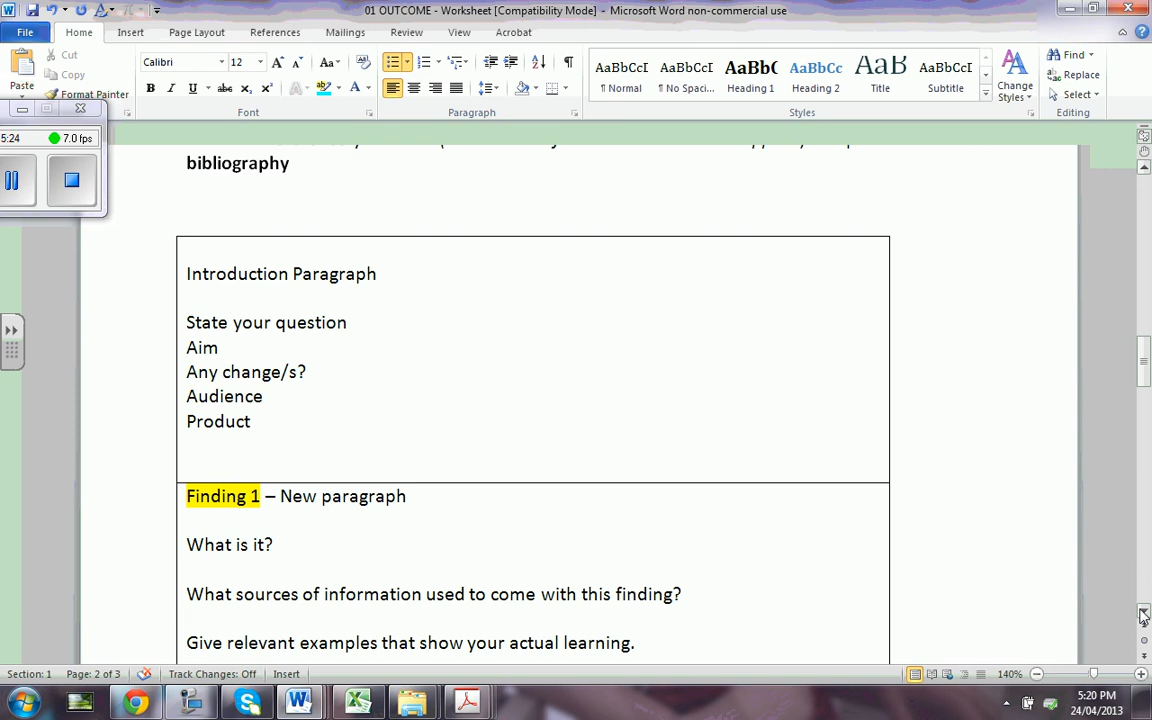 01 OUTCOME - Worksheet [Compatibility Mode] - Microsoft Word non-commercial use
File Home Insert Page Layout References Mailings Review View Acrobat
Cut
Copy
Format Painter
Paste
Calibri 12
Font
Paragraph
AaBbCcI AaBbCcI AaBb( AaBbCc AaB AaBbCcI
¶ Normal ¶ No Spaci... Heading 1 Heading 2 Title Subtitle
Change Styles
Styles
Find
Replace
Select
Editing
5:24 7.0 fps
bibliography
Introduction Paragraph
State your question
Aim
Any change/s?
Audience
Product
Finding 1 – New paragraph
What is it?
What sources of information used to come with this finding?
Give relevant examples that show your actual learning.
Section: 1 Page: 2 of 3 Track Changes: Off Insert 140%
5:20 PM
24/04/2013